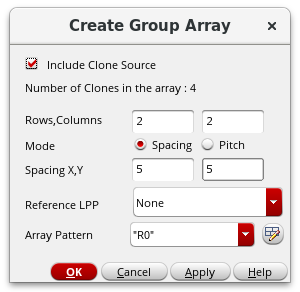 Create Group Array
Include Clone Source
Number of Clones in the array : 4
Rows,Columns 2 2
Mode Spacing Pitch
Spacing X,Y 5 5
Reference LPP None
Array Pattern "R0"
OK Cancel Apply Help